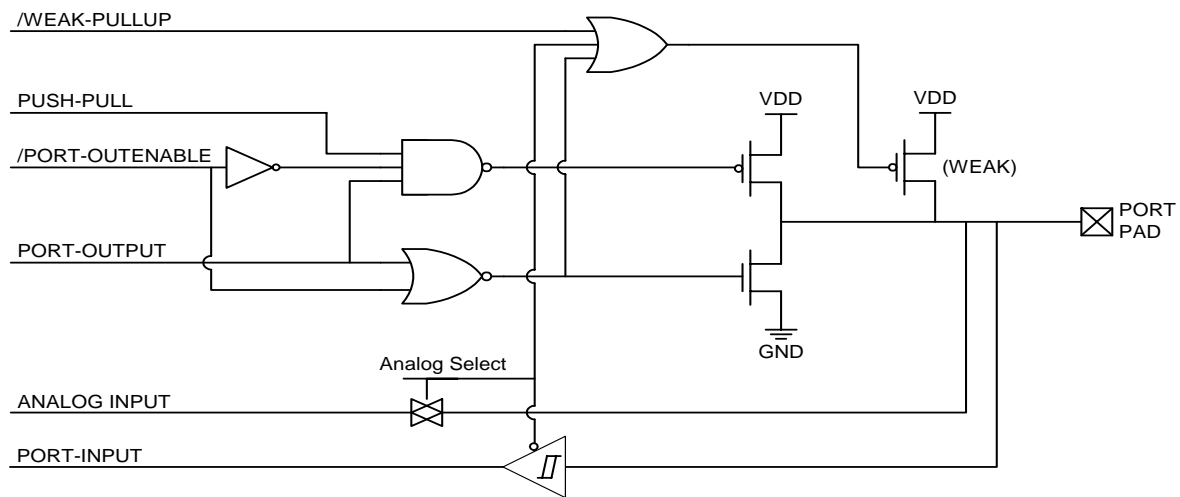 /WEAK-PULLUP
PUSH-PULL
VDD
VDD
/PORT-OUTENABLE
(WEAK)
PORT
PAD
PORT-OUTPUT
GND
Analog Select
ANALOG INPUT
PORT-INPUT